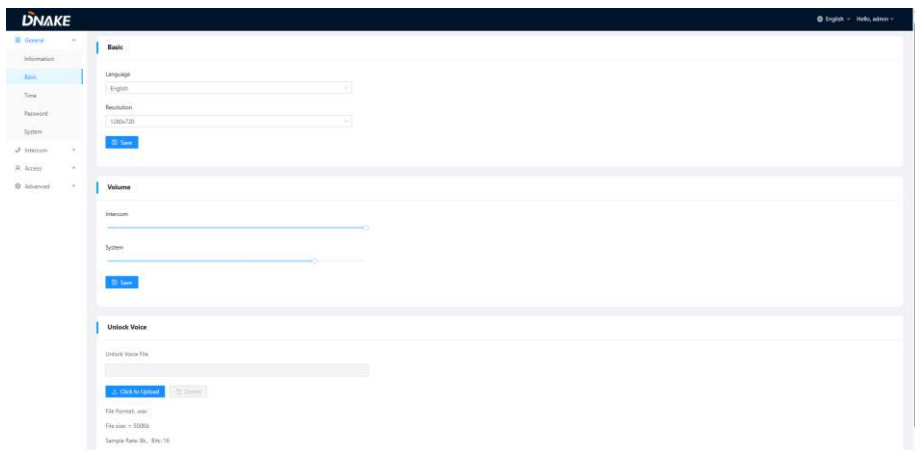 DNAKE
English
Hello, admin
General
Information
Basic
Time
Password
System
Intercom
Access
Advanced
Basic
Language
English
Resolution
1280x720
Save
Volume
Intercom
System
Save
Unlock Voice
Unlock Voice File
Click to Upload
Delete
File Format: .wav
File size: < 500Kb
Sample Rate: 8k, Bits: 16